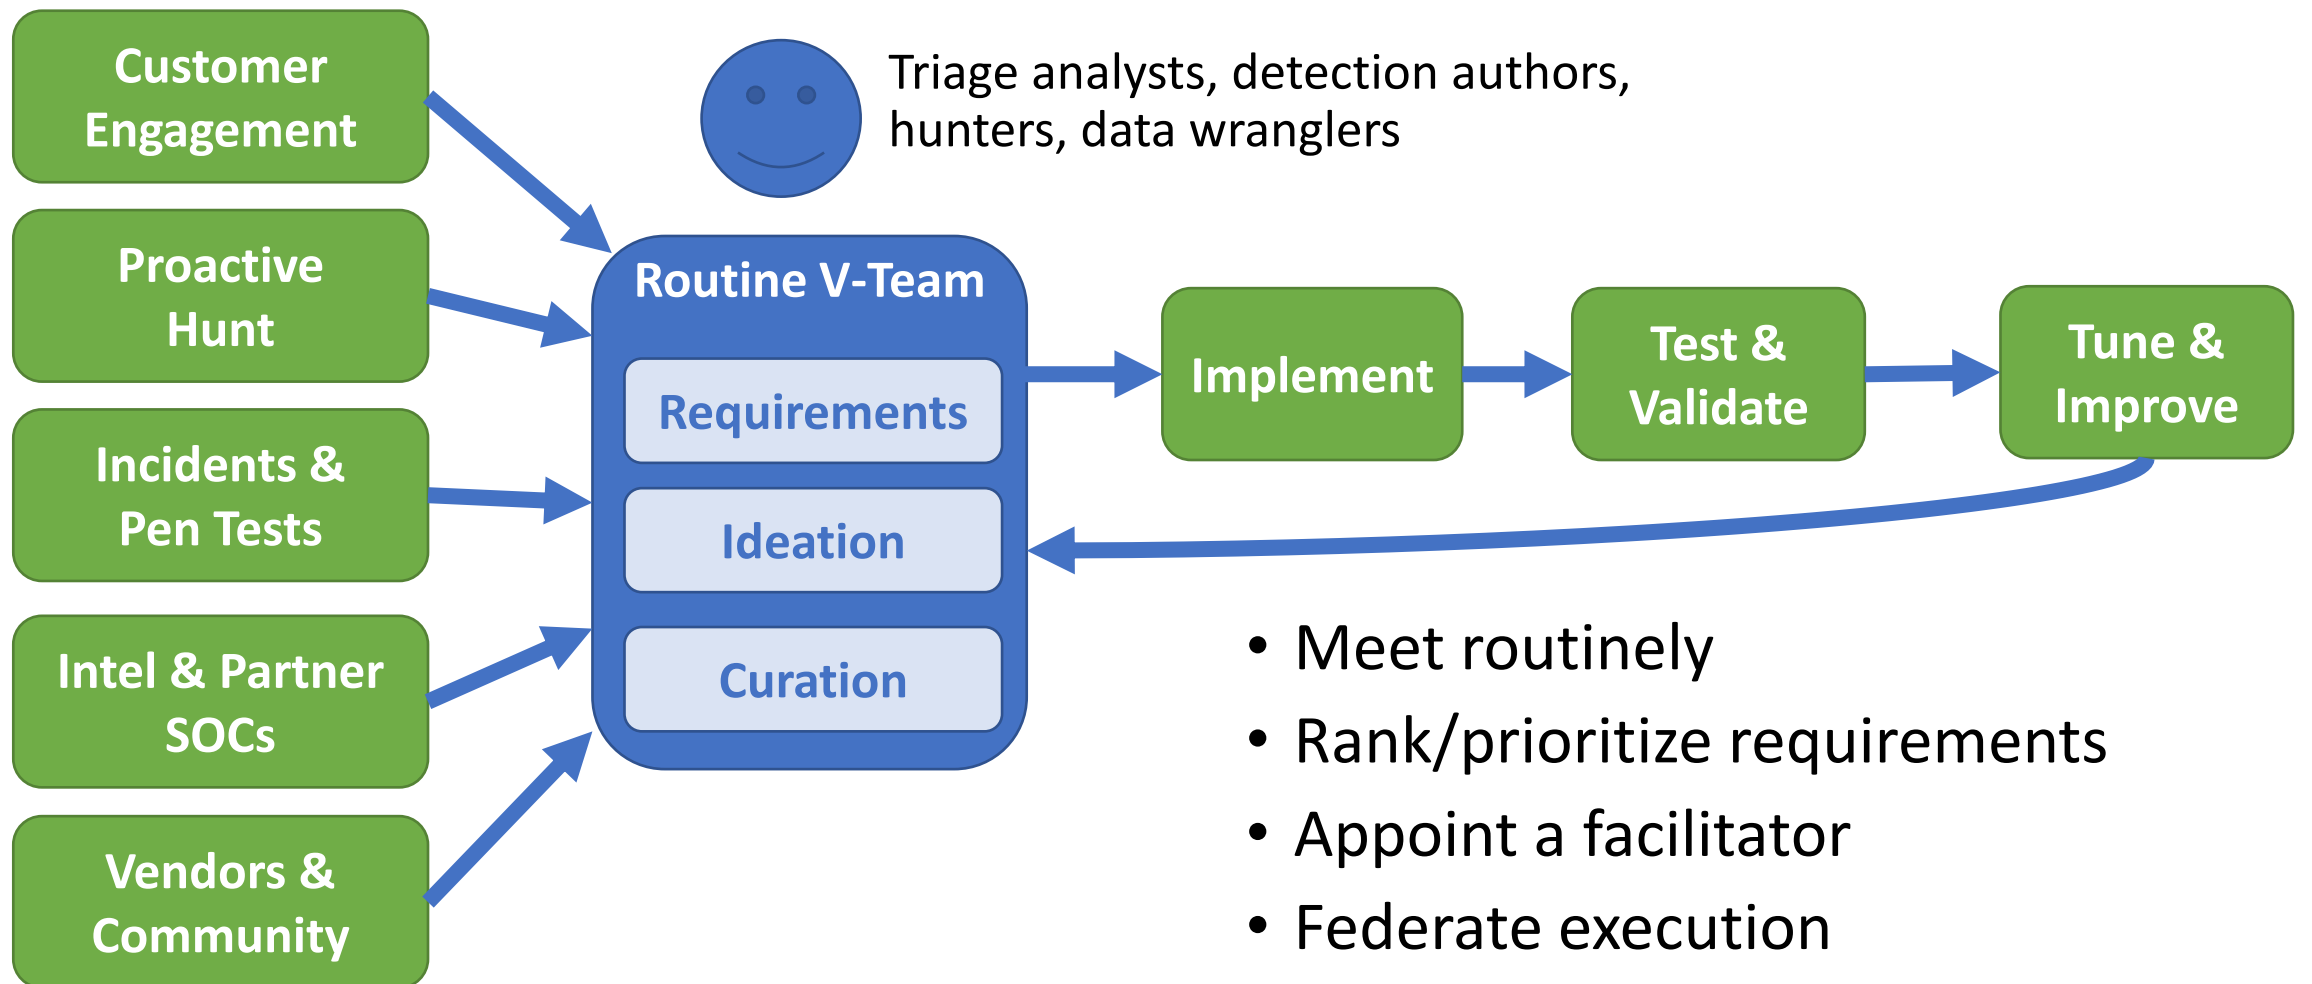 Customer
Engagement
Proactive
Hunt
Incidents &
Pen Tests
Intel & Partner
SOCs
Vendors &
Community
Triage analysts, detection authors,
hunters, data wranglers
Routine V-Team
Requirements
Ideation
Curation
Implement
Test &
Validate
Tune &
Improve
• Meet routinely
• Rank/prioritize requirements
• Appoint a facilitator
• Federate execution